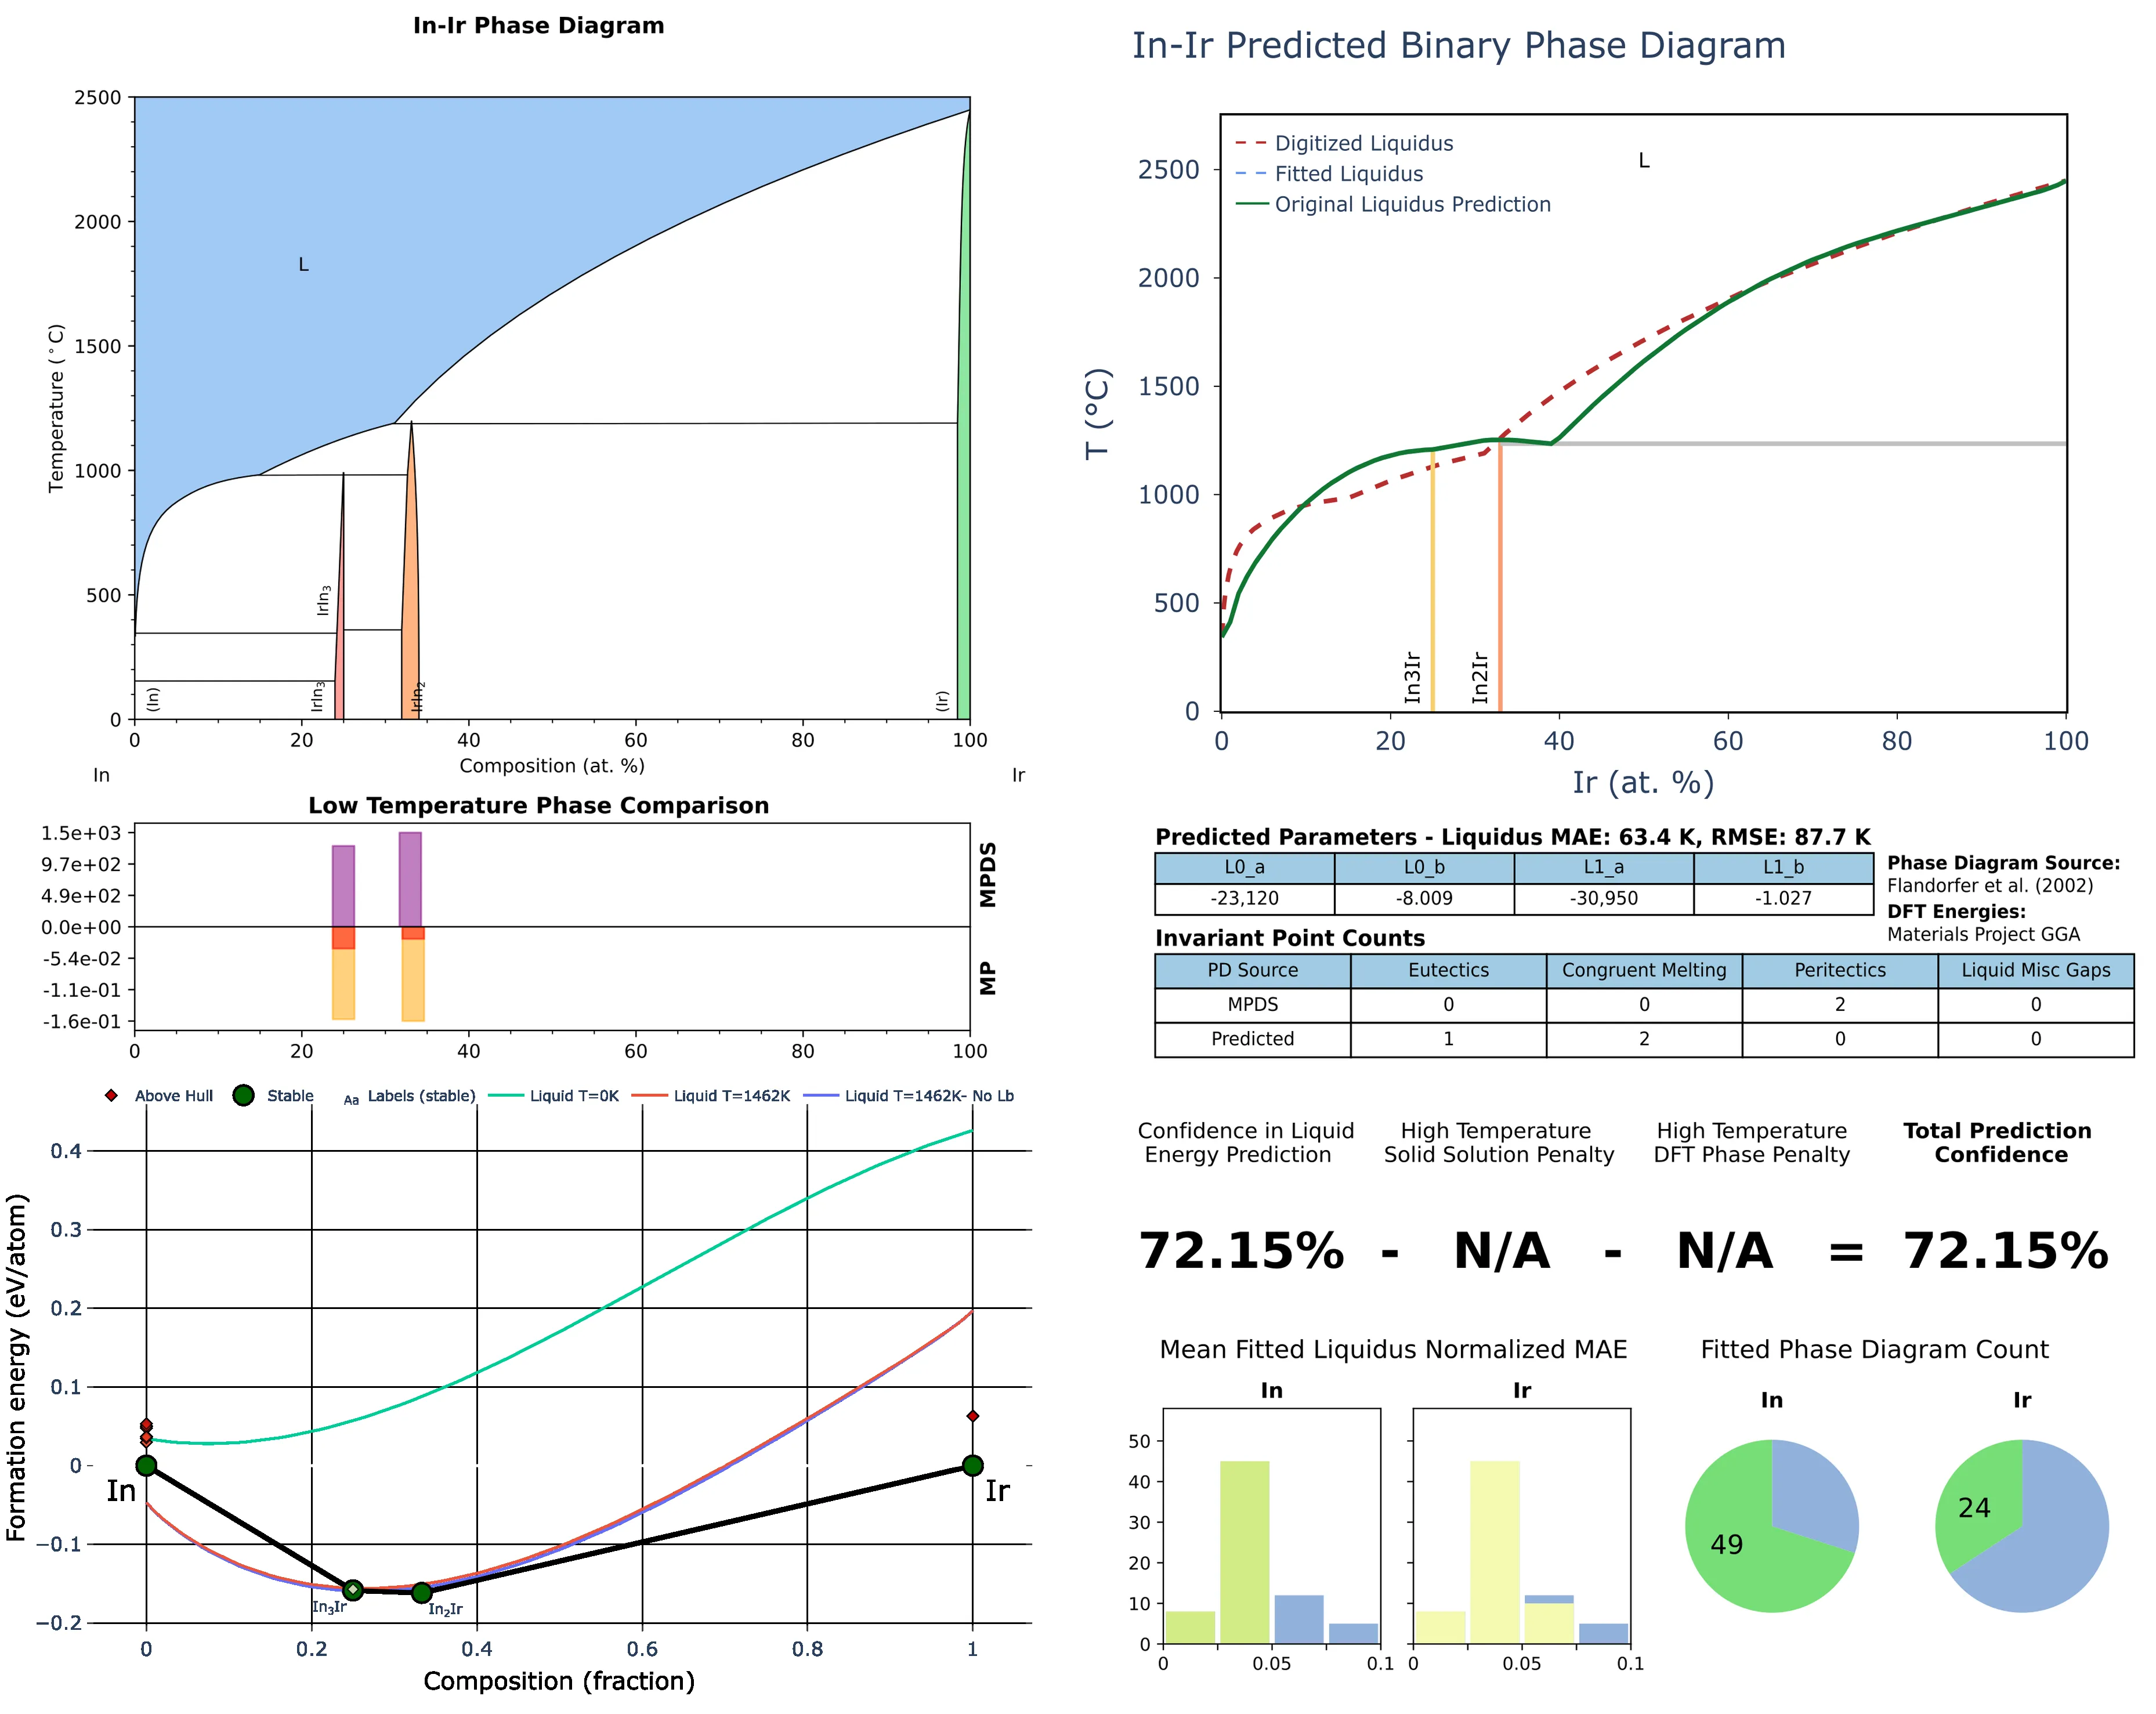 In-Ir Phase Diagram
2500
2000
1500
1000
500
0
Temperature (°C)
L
IrIn3
(In)
IrIn3
IrIn2
(Ir)
0 20 40 60 80 100
Composition (at. %)
In Ir
Low Temperature Phase Comparison
1.5e+03
9.7e+02
4.9e+02
0.0e+00
-5.4e-02
-1.1e-01
-1.6e-01
MPDS
MP
0 20 40 60 80 100
Above Hull Stable Aa Labels (stable) Liquid T=0K Liquid T=1462K Liquid T=1462K- No Lb
0.4
0.3
0.2
0.1
0
−0.1
−0.2
Formation energy (eV/atom)
In
Ir
In3Ir
In2Ir
0 0.2 0.4 0.6 0.8 1
Composition (fraction)
In-Ir Predicted Binary Phase Diagram
Digitized Liquidus
Fitted Liquidus
Original Liquidus Prediction
L
2500
2000
1500
1000
500
0
T (°C)
In3Ir
In2Ir
0 20 40 60 80 100
Ir (at. %)
Predicted Parameters - Liquidus MAE: 63.4 K, RMSE: 87.7 K
L0_a L0_b L1_a L1_b
-23,120 -8.009 -30,950 -1.027
Phase Diagram Source:
Flandorfer et al. (2002)
DFT Energies:
Materials Project GGA
Invariant Point Counts
PD Source Eutectics Congruent Melting Peritectics Liquid Misc Gaps
MPDS 0 0 2 0
Predicted 1 2 0 0
Confidence in Liquid
Energy Prediction
High Temperature
Solid Solution Penalty
High Temperature
DFT Phase Penalty
Total Prediction
Confidence
72.15% - N/A - N/A = 72.15%
Mean Fitted Liquidus Normalized MAE
In
Ir
50
40
30
20
10
0
0 0.05 0.1
0 0.05 0.1
Fitted Phase Diagram Count
In
Ir
49
24